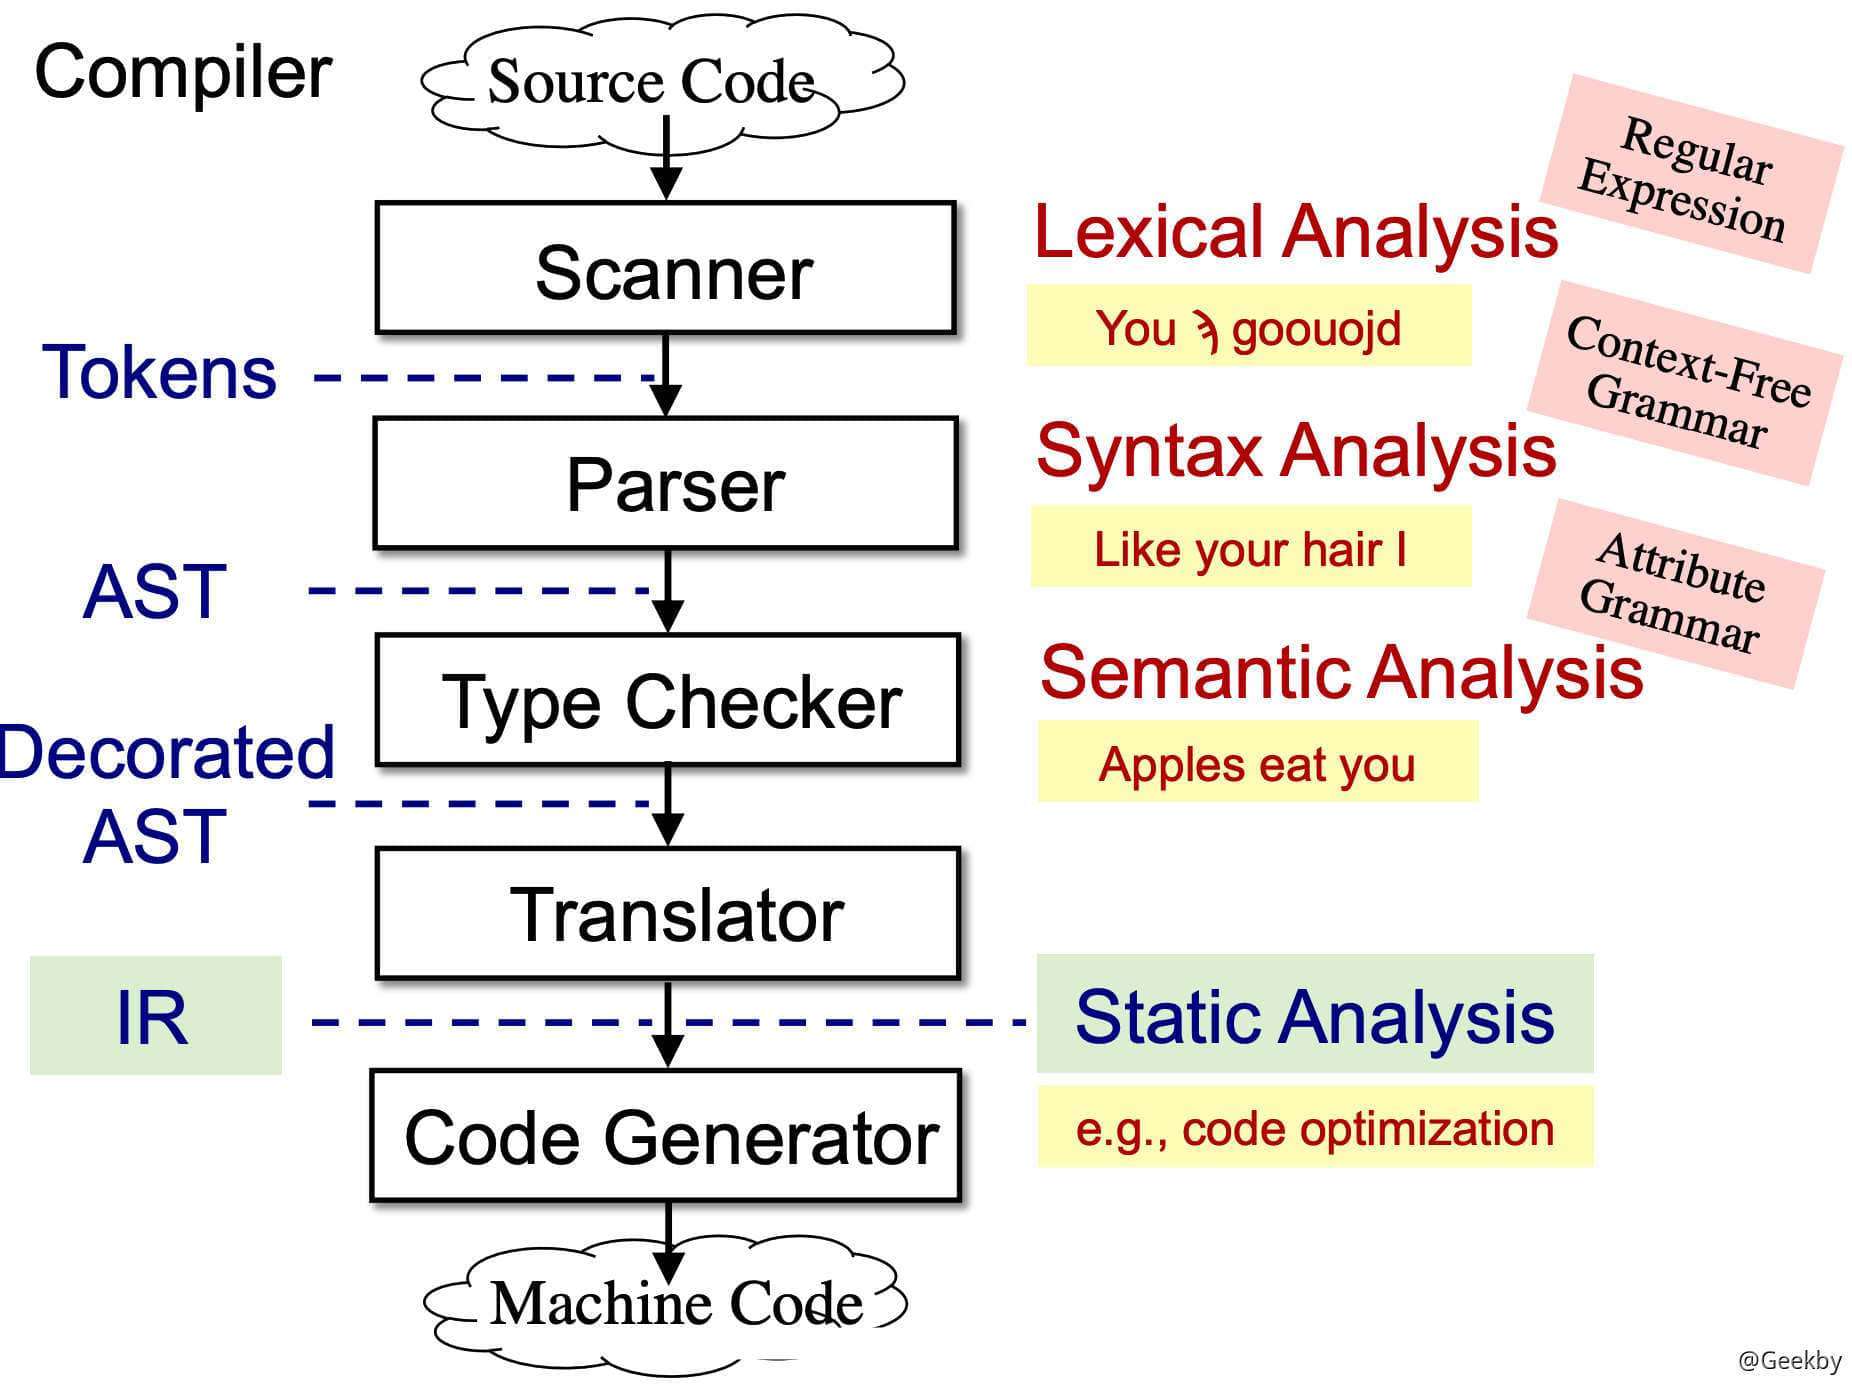 Compiler
Source Code
Regular
Expression
Scanner
Lexical Analysis
You goouojd
Tokens
Context-Free
Grammar
Parser
Syntax Analysis
Like your hair I
AST
Attribute
Grammar
Type Checker
Semantic Analysis
Apples eat you
Decorated
AST
Translator
IR
Static Analysis
Code Generator
e.g., code optimization
Machine Code
@Geekby